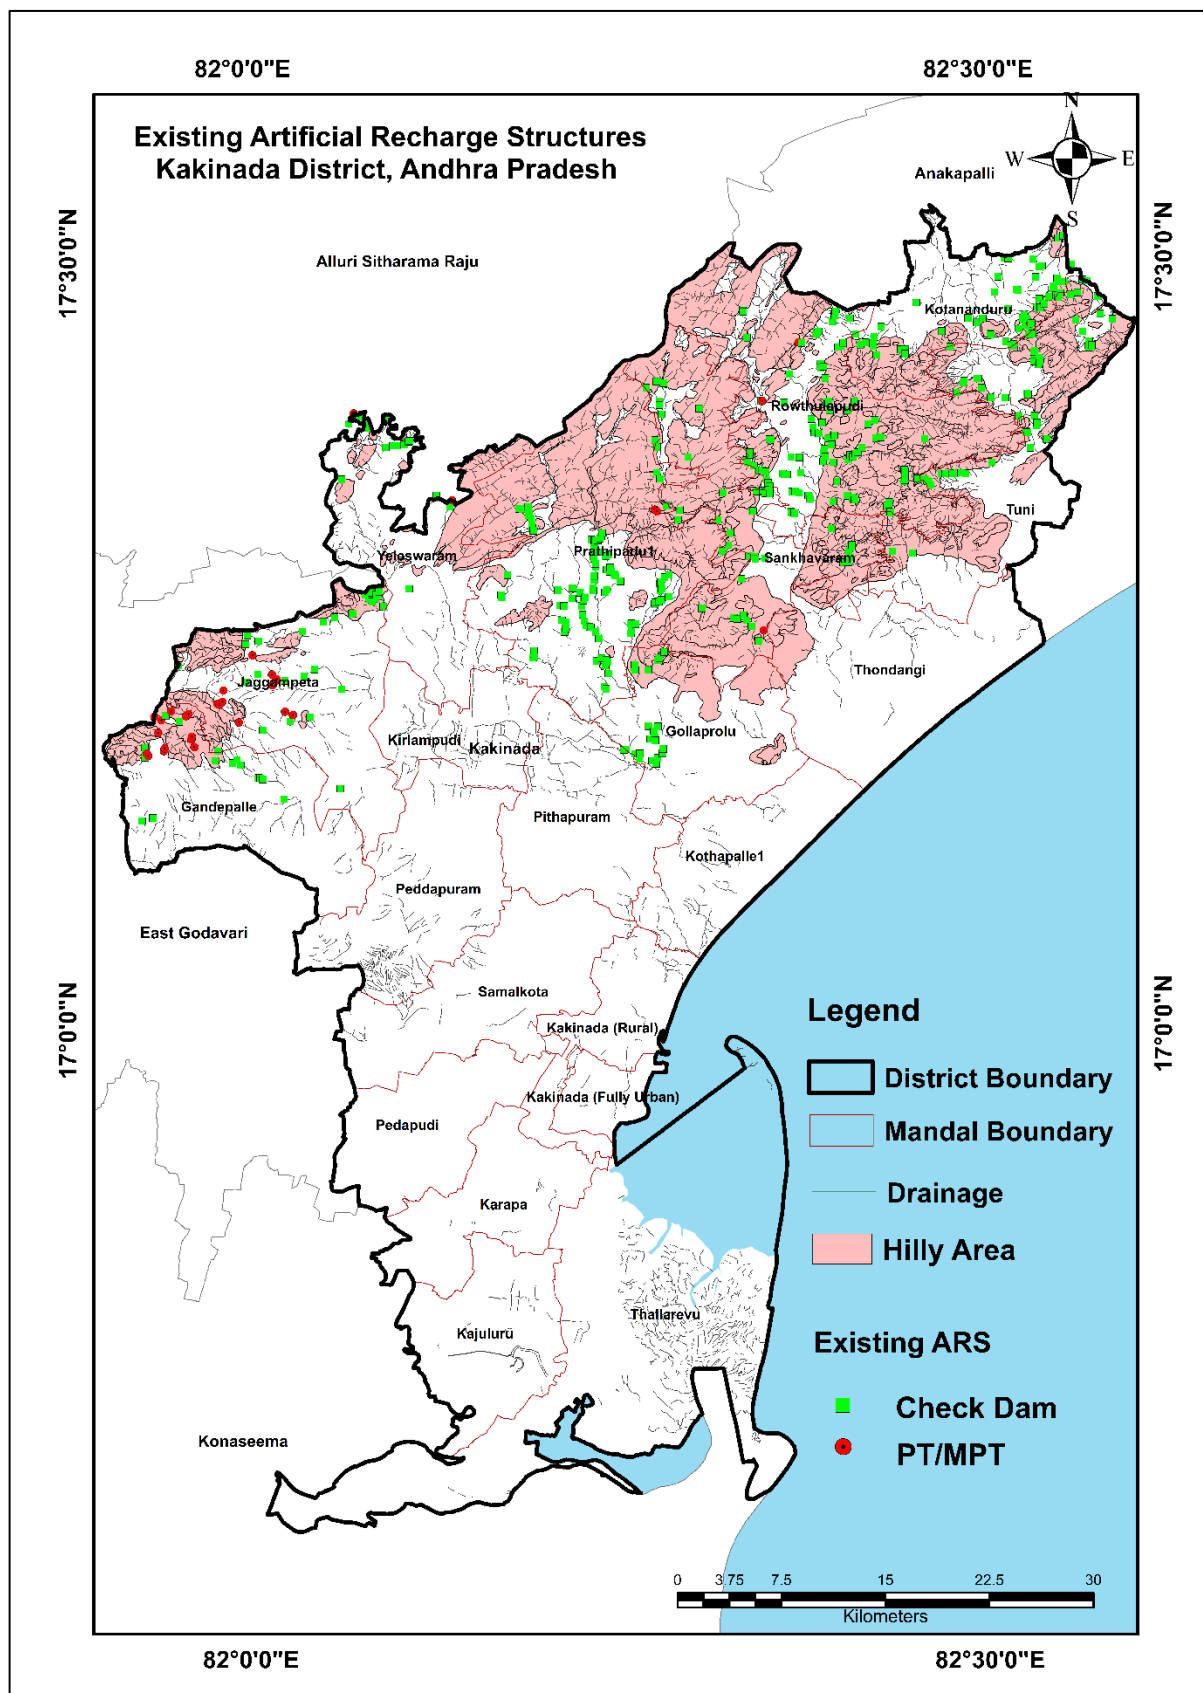 82°0'0"E
82°30'0"E
Existing Artificial Recharge Structures
Kakinada District, Andhra Pradesh
N
W
E
S
Anakapalli
17°30'0"N
17°30'0"N
Alluri Sitharama Raju
Kotananduru
Rowthulapudi
Tuni
Yeleswaram
Prathipadu1
Sankhavaram
Thondangi
Jaggampeta
Gollaprolu
Kirlampudi
Kakinada
Gandepalle
Pithapuram
Kothapalle1
Peddapuram
East Godavari
Samalkota
17°0'0"N
17°0'0"N
Legend
Kakinada (Rural)
District Boundary
Kakinada (Fully Urban)
Pedapudi
Mandal Boundary
Drainage
Karapa
Hilly Area
Thallarevu
Kajuluru
Existing ARS
Check Dam
Konaseema
PT/MPT
0 3.75 7.5 15 22.5 30
Kilometers
82°0'0"E
82°30'0"E